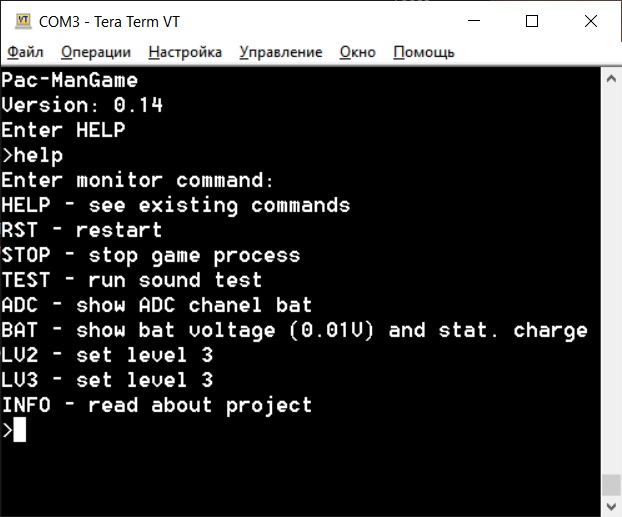 COM3 - Tera Term VT
Файл Операции Настройка Управление Окно Помощь
Pac-ManGame
Version: 0.14
Enter HELP
>help
Enter monitor command:
HELP - see existing commands
RST - restart
STOP - stop game process
TEST - run sound test
ADC - show ADC chanel bat
BAT - show bat voltage (0.01V) and stat. charge
LV2 - set level 3
LV3 - set level 3
INFO - read about project
>